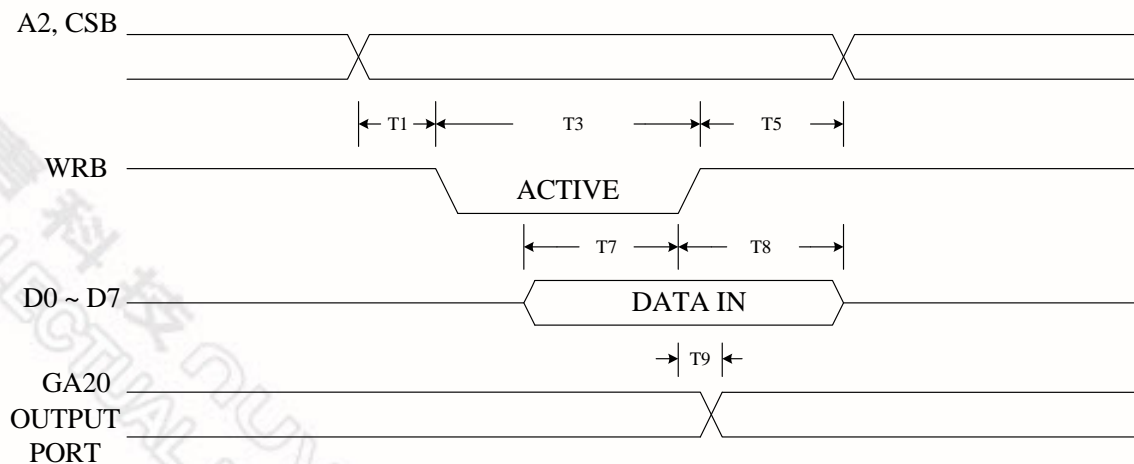 A2, CSB
T1
T3
T5
WRB
ACTIVE
T7
T8
D0 ~ D7
DATA IN
T9
GA20
OUTPUT
PORT